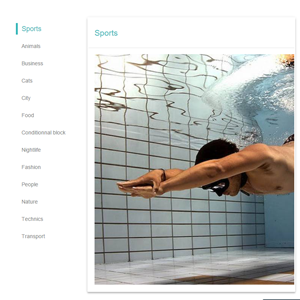 Sports
Animals
Business
Cats
City
Food
Conditionnal block
Nightlife
Fashion
People
Nature
Technics
Transport
Sports